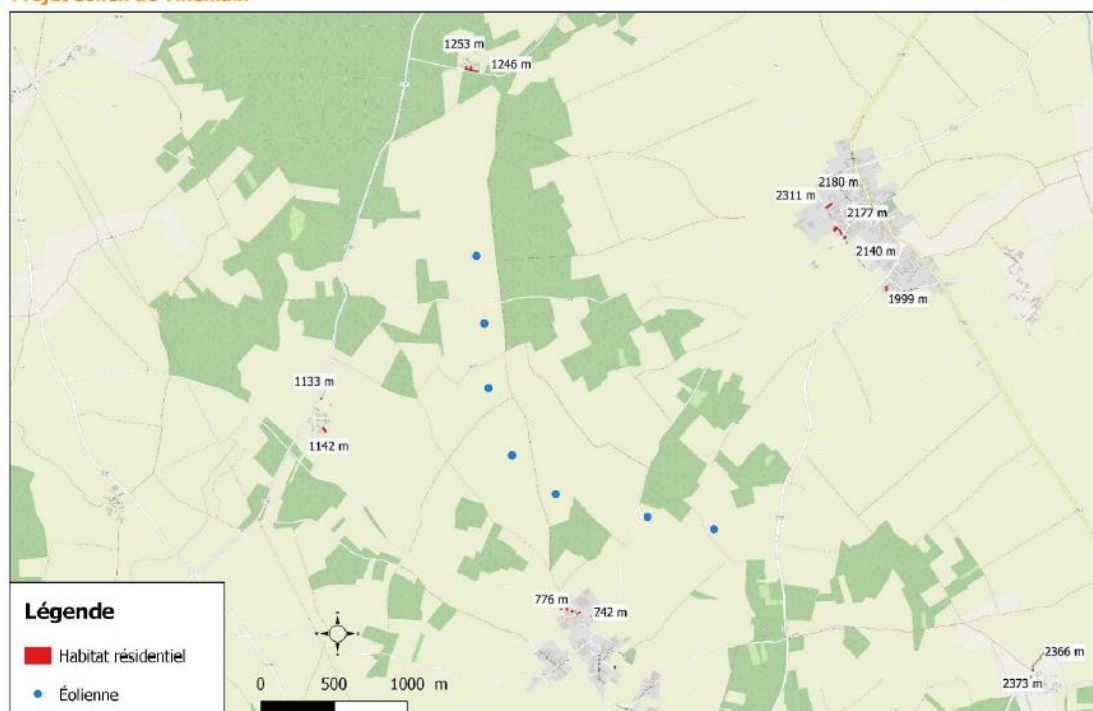 1253 m
1246 m
2180 m
2311 m
2177 m
2140 m
1999 m
1133 m
1142 m
776 m
742 m
2366 m
2373 m
Légende
Habitat résidentiel
Éolienne
0 500 1000 m